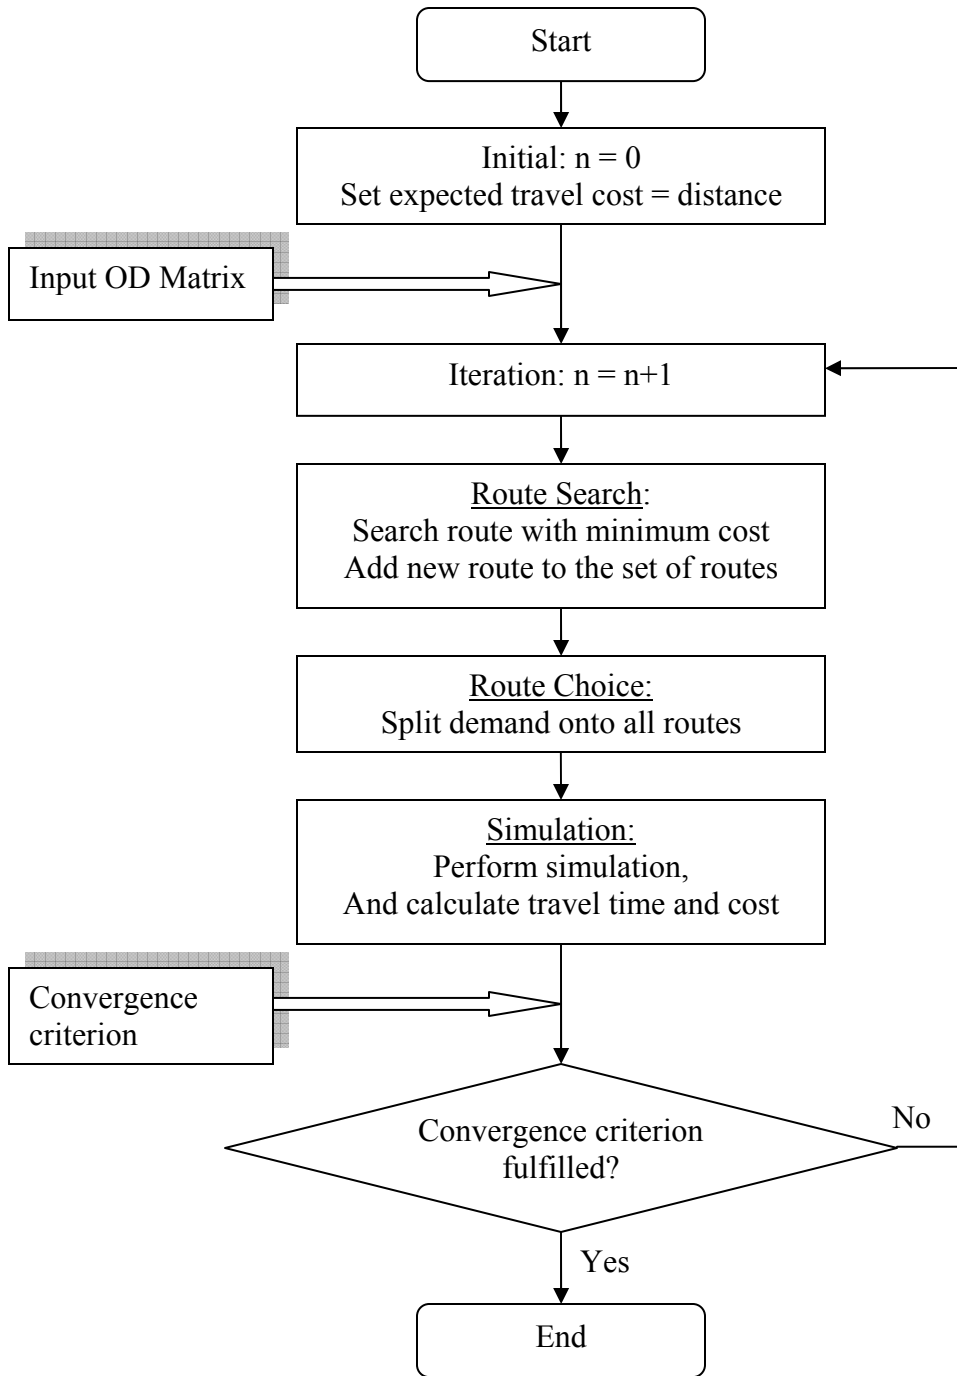 Start
Initial: n = 0
Set expected travel cost = distance
Input OD Matrix
Iteration: n = n+1
Route Search:
Search route with minimum cost
Add new route to the set of routes
Route Choice:
Split demand onto all routes
Simulation:
Perform simulation,
And calculate travel time and cost
Convergence
criterion
Convergence criterion
fulfilled?
No
Yes
End